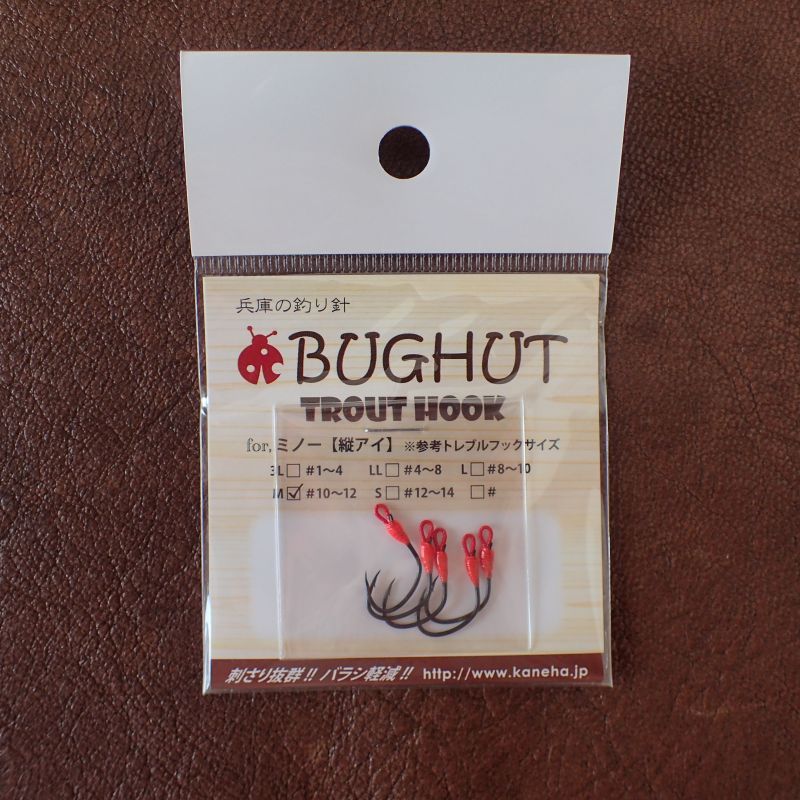 兵庫の釣り針
BUGHUT
TROUT HOOK
for, ミノー【縦アイ】 ※参考トレブルフックサイズ
3L□ #1〜4 LL□ #4〜8 L□ #8〜10
M☑ #10〜12 S□ #12〜14 □ #
刺さり抜群!! バラシ軽減!! http://www.kaneha.jp